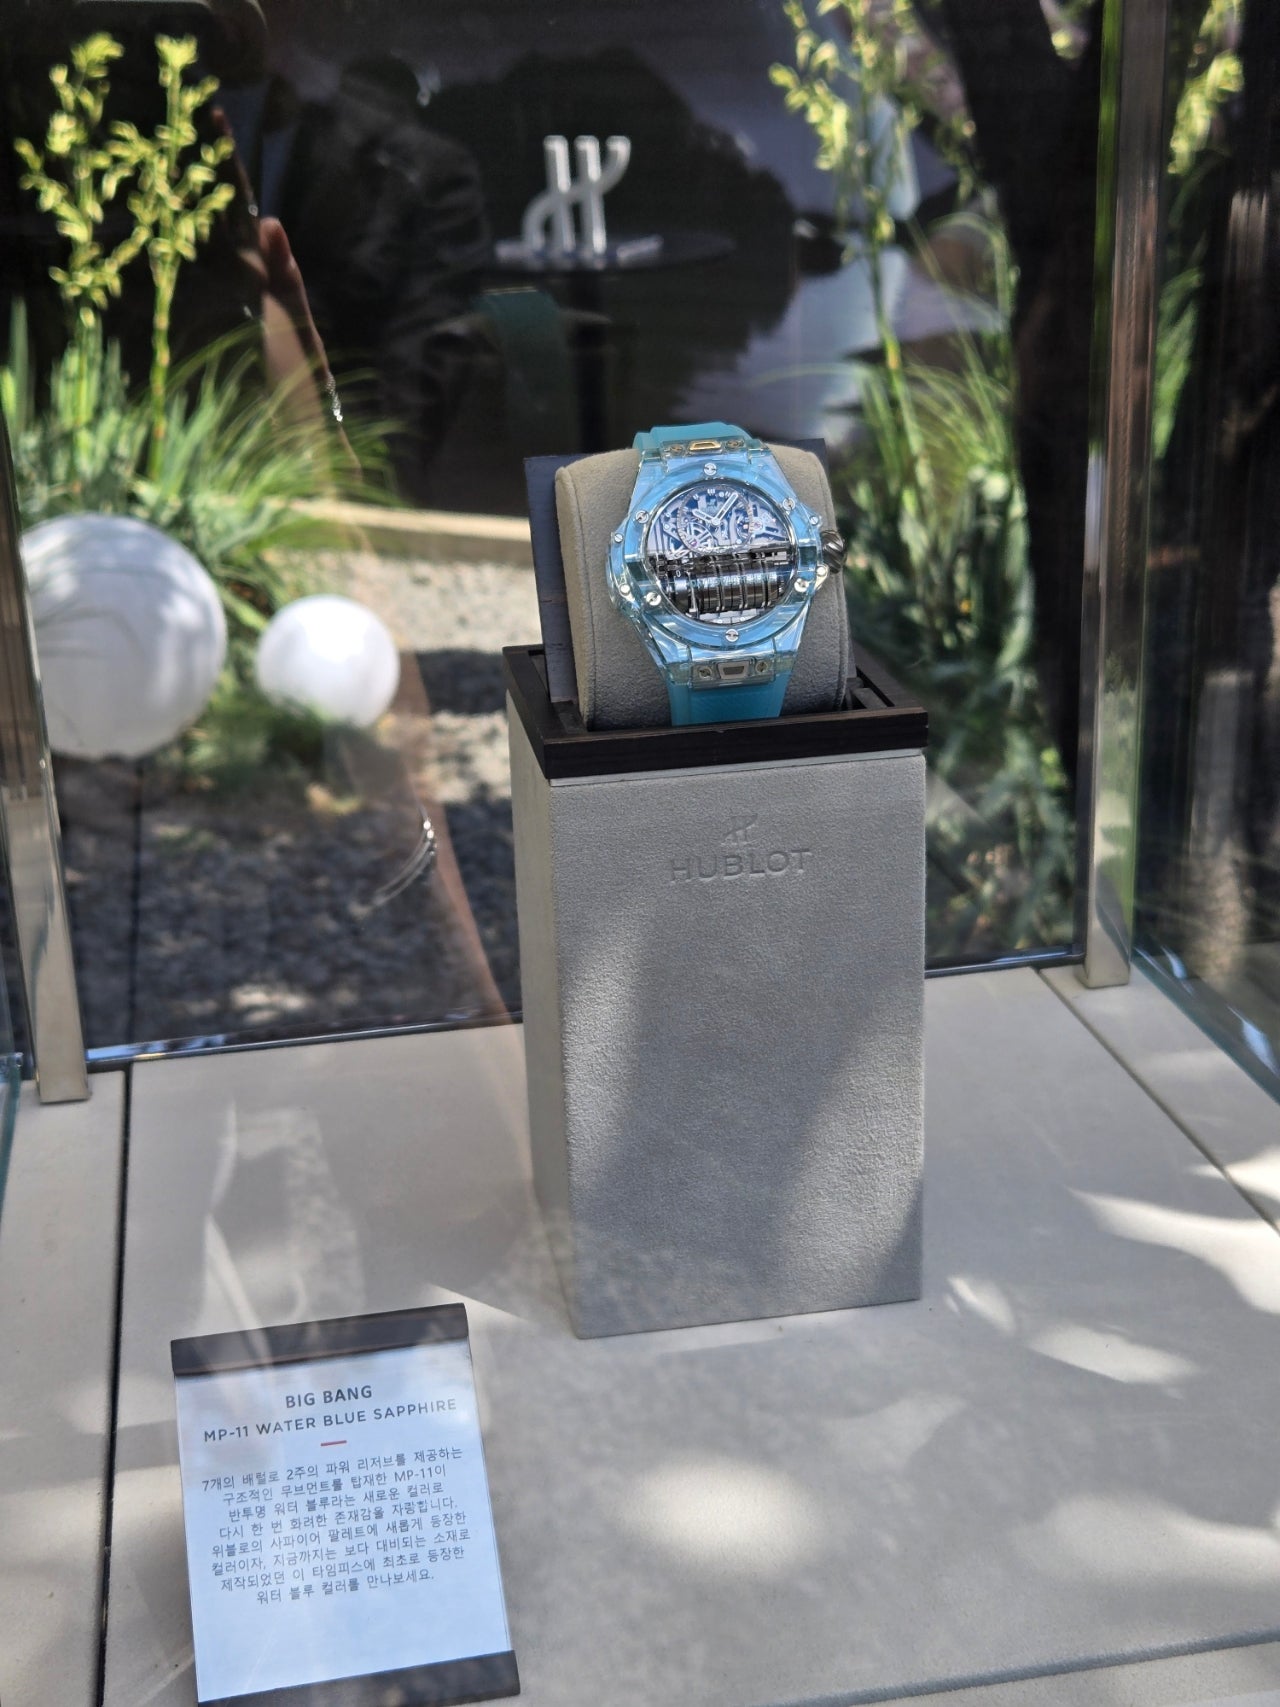 HUBLOT
BIG BANG
MP-11 WATER BLUE SAPPHIRE
7개의 배럴로 2주의 파워 리저브를 제공하는
구조적인 무브먼트를 탑재한 MP-11이
반투명 워터 블루라는 새로운 컬러로
다시 한 번 화려한 존재감을 자랑합니다.
위블로의 사파이어 팔레트에 새롭게 등장한
컬러이자, 지금까지는 보다 대비되는 소재로
제작되었던 이 타임피스에 최초로 등장한
워터 블루 컬러를 만나보세요.